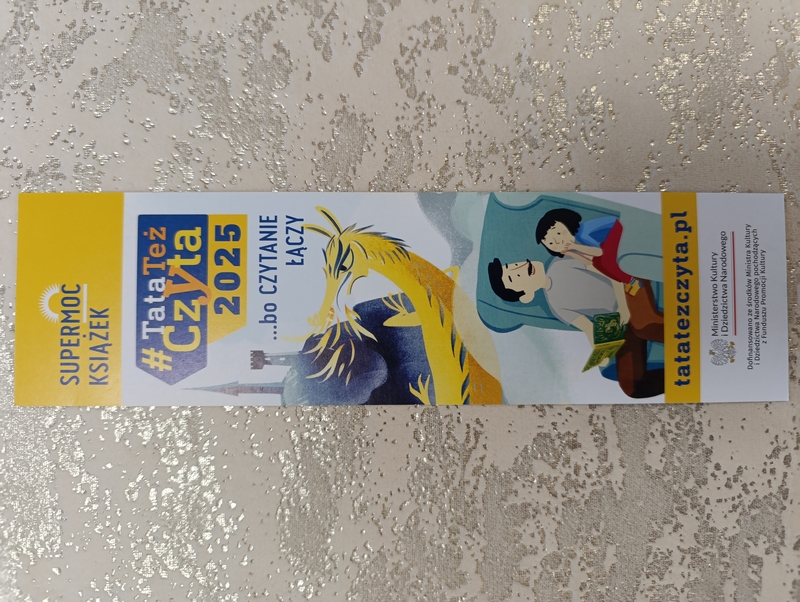 SUPERMOC
KSIĄŻEK
#TataTeż
Czyta
2025
...bo CZYTANIE
ŁĄCZY
tatatezczyta.pl
Ministerstwo Kultury
i Dziedzictwa Narodowego
Dofinansowano ze środków Ministra Kultury
i Dziedzictwa Narodowego pochodzących
z Funduszu Promocji Kultury